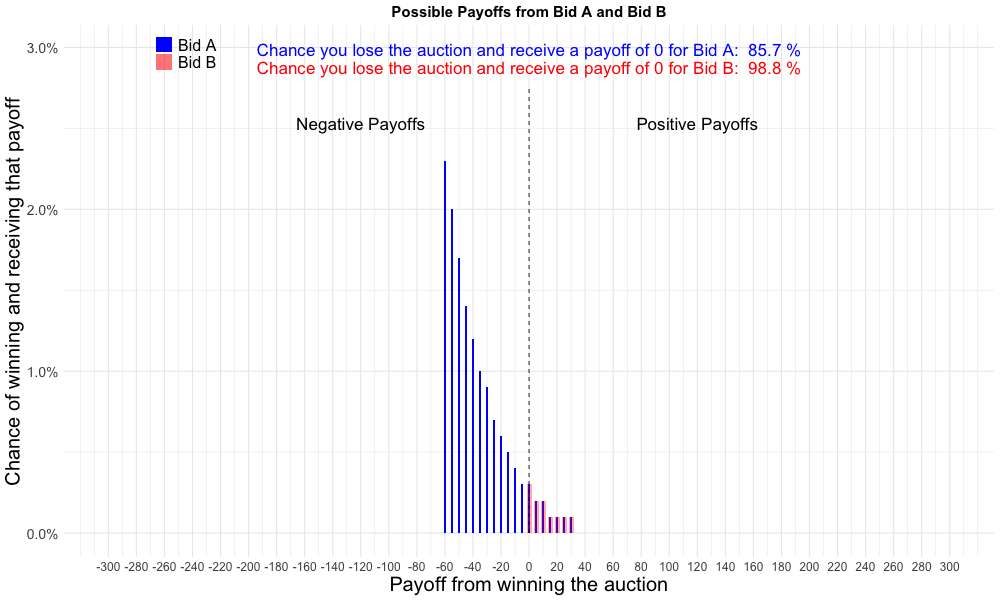 Possible Payoffs from Bid A and Bid B
Bid A
Bid B
Chance you lose the auction and receive a payoff of 0 for Bid A:  85.7 %
Chance you lose the auction and receive a payoff of 0 for Bid B:  98.8 %
Negative Payoffs
Positive Payoffs
Chance of winning and receiving that payoff
3.0%
2.0%
1.0%
0.0%
-300 -280 -260 -240 -220 -200 -180 -160 -140 -120 -100 -80 -60 -40 -20 0 20 40 60 80 100 120 140 160 180 200 220 240 260 280 300
Payoff from winning the auction